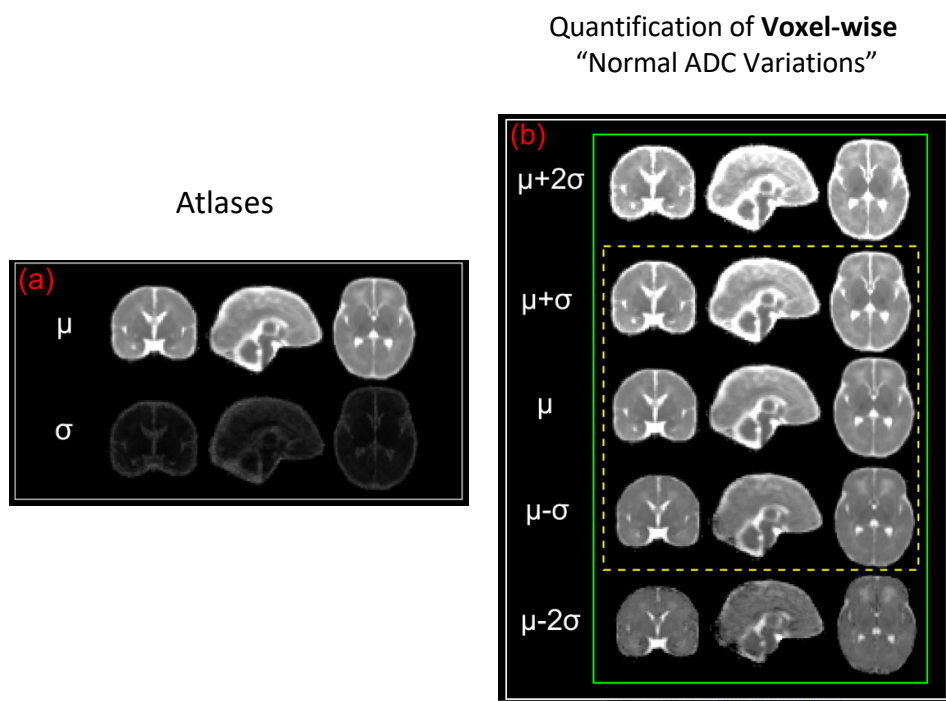 Quantification of Voxel-wise
“Normal ADC Variations”
Atlases
(a)
μ
σ
(b)
μ+2σ
μ+σ
μ
μ-σ
μ-2σ